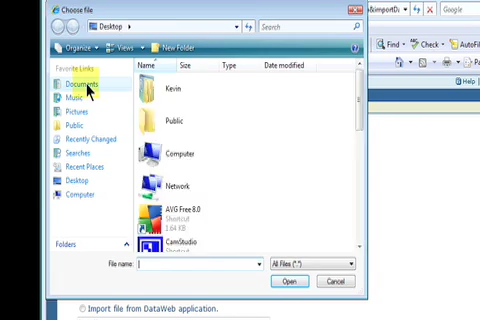 Choose file
&importDa
Google
Desktop
Search
Organize
Views
New Folder
Find
Check
AutoFil
Favorite Links
Name
Size
Type
Date modified
Help
Documents
Music
Pictures
Public
Recently Changed
Searches
Recent Places
Desktop
Computer
Kevin
Public
Computer
Network
AVG Free 8.0
Shortcut
1.64 KB
CamStudio
Shortcut
Folders
File name:
All Files (*.*)
Open
Cancel
Import file from DataWeb application.